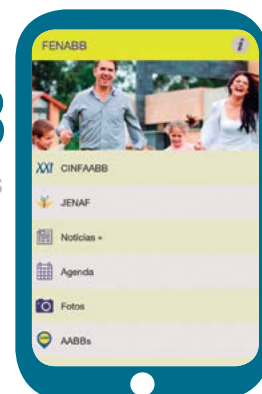 FENABB
i
XXI CINFAABB
JENAF
Notícias »
Agenda
Fotos
AABBs